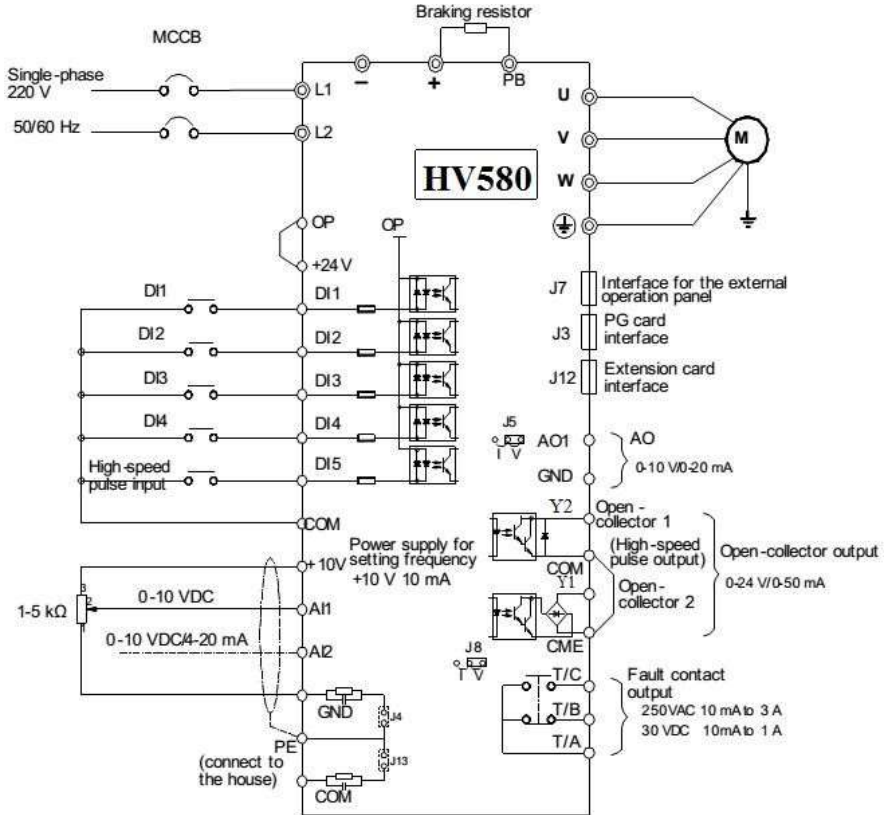 Braking resistor
MCCB
Single-phase
220 V
50/60 Hz
L1
L2
−
+
PB
U
V
W
M
HV580
OP
+24 V
OP
DI1
DI1
DI2
DI2
DI3
DI3
DI4
DI4
High-speed
pulse input
DI5
COM
J7
Interface for the external
operation panel
J3
PG card
interface
J12
Extension card
interface
J5
I V
AO1
GND
AO
0-10 V/0-20 mA
Y2
Open-
collector 1
(High-speed
pulse output)
COM
Y1
Open-
collector 2
CME
Open-collector output
0-24 V/0-50 mA
+10V
Power supply for
setting frequency
+10 V 10 mA
1-5 kΩ
3
2
1
0-10 VDC
AI1
0-10 VDC/4-20 mA
AI2
J8
I V
GND
J4
PE
(connect to
the house)
J13
COM
T/C
T/B
T/A
Fault contact
output
250VAC 10 mA to 3 A
30 VDC 10mA to 1 A